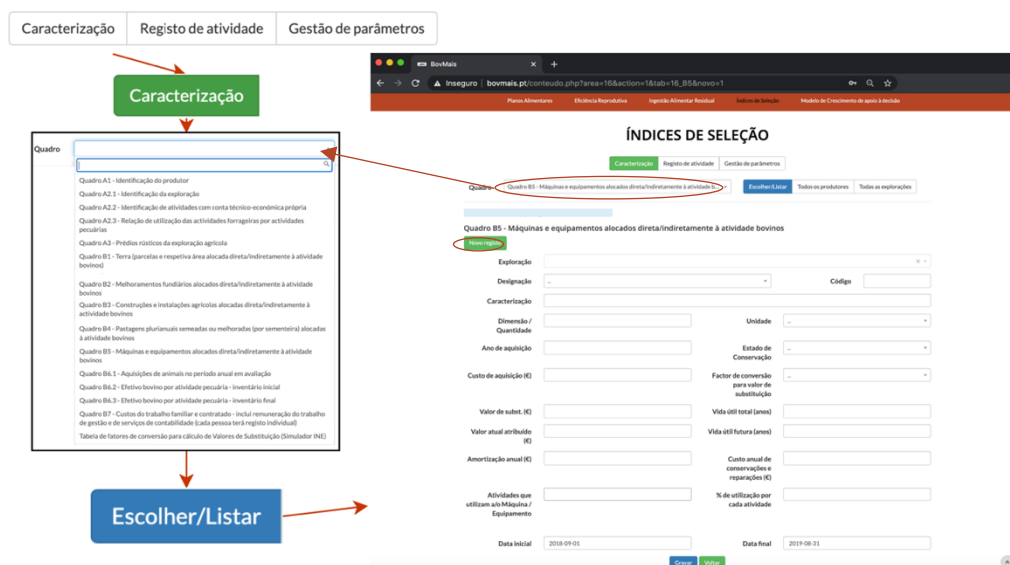 Caracterização Registo de atividade Gestão de parâmetros
Caracterização
Quadro
Quadro A1 - Identificação do produtor
Quadro A2.1 - Identificação da exploração
Quadro A2.2 - Identificação de atividades com conta técnico-económica própria
Quadro A2.3 - Relação de utilização das actividades forrageiras por actividades
pecuárias
Quadro A3 - Prédios rústicos da exploração agrícola
Quadro B1 - Terra (parcelas e respetiva área alocada direta/indiretamente à atividade
bovinos)
Quadro B2 - Melhoramentos fundiários alocados direta/indiretamente à atividade
bovinos
Quadro B3 - Construções e instalações agrícolas alocadas direta/indiretamente à
actividade bovinos
Quadro B4 - Pastagens plurianuais semeadas ou melhoradas (por sementeira) alocadas
à atividade bovinos
Quadro B5 - Máquinas e equipamentos alocados direta/indiretamente à atividade
bovinos
Quadro B6.1 - Aquisições de animais no período anual em avaliação
Quadro B6.2 - Efetivo bovino por atividade pecuária - inventário inicial
Quadro B6.3 - Efetivo bovino por atividade pecuária - inventário final
Quadro B7 - Custos do trabalho familiar e contratado - inclui remuneração do trabalho
de gestão e de serviços de contabilidade (cada pessoa terá registo individual)
Tabela de fatores de conversão para cálculo de Valores de Substituição (Simulador INE)
Escolher/Listar
BovMais
Inseguro | bovmais.pt/conteudo.php?area=16&action=1&tab=16_B5&novo=1
Planos Alimentares Eficiência Reprodutiva Ingestão Alimentar Residual Índices de Seleção Modelo de Crescimento de apoio à decisão
ÍNDICES DE SELEÇÃO
Caracterização Registo de atividade Gestão de parâmetros
Quadro Quadro B5 - Máquinas e equipamentos alocados direta/indiretamente à atividade b... Escolher/Listar Todos os produtores Todas as explorações
Quadro B5 - Máquinas e equipamentos alocados direta/indiretamente à atividade bovinos
Novo registo
Exploração
Designação .. Código
Caracterização
Dimensão / Quantidade Unidade ..
Ano de aquisição Estado de Conservação ..
Custo de aquisição (€) Factor de conversão para valor de substituição ..
Valor de subst. (€) Vida útil total (anos)
Valor atual atribuído (€) Vida útil futura (anos)
Amortização anual (€) Custo anual de conservações e reparações (€)
Atividades que utilizam a/o Máquina / Equipamento % de utilização por cada atividade
Data inicial 2018-09-01 Data final 2019-08-31
Gravar Voltar